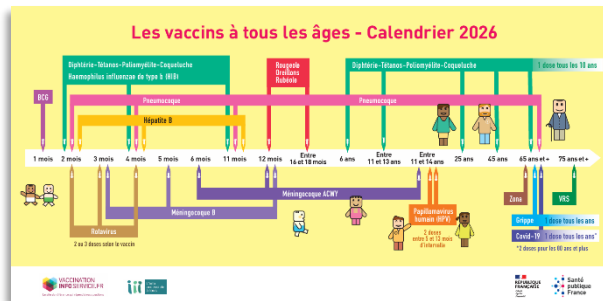 Les vaccins à tous les âges - Calendrier 2026
Diphtérie-Tétanos-Poliomyélite-Coqueluche
Haemophilus influenzae de type b (HIB)
Rougeole
Oreillons
Rubéole
Diphtérie-Tétanos-Poliomyélite-Coqueluche
1 dose tous les 10 ans
BCG
Pneumocoque
Pneumocoque
Hépatite B
1 mois
2 mois
3 mois
4 mois
5 mois
6 mois
11 mois
12 mois
Entre
16 et 18 mois
6 ans
Entre
11 et 13 ans
Entre
11 et 14 ans
25 ans
45 ans
65 ans et +
75 ans et +
Méningocoque ACWY
Méningocoque B
Rotavirus
2 ou 3 doses selon le vaccin
Papillomavirus
humain (HPV)
2 doses
entre 5 et 13 mois
d'intervalle
Zona
VRS
Grippe
1 dose tous les ans
Covid-19
1 dose tous les ans*
*2 doses pour les 80 ans et plus
VACCINATION
INFO SERVICE.FR
RÉPUBLIQUE
FRANÇAISE
Santé
publique
France